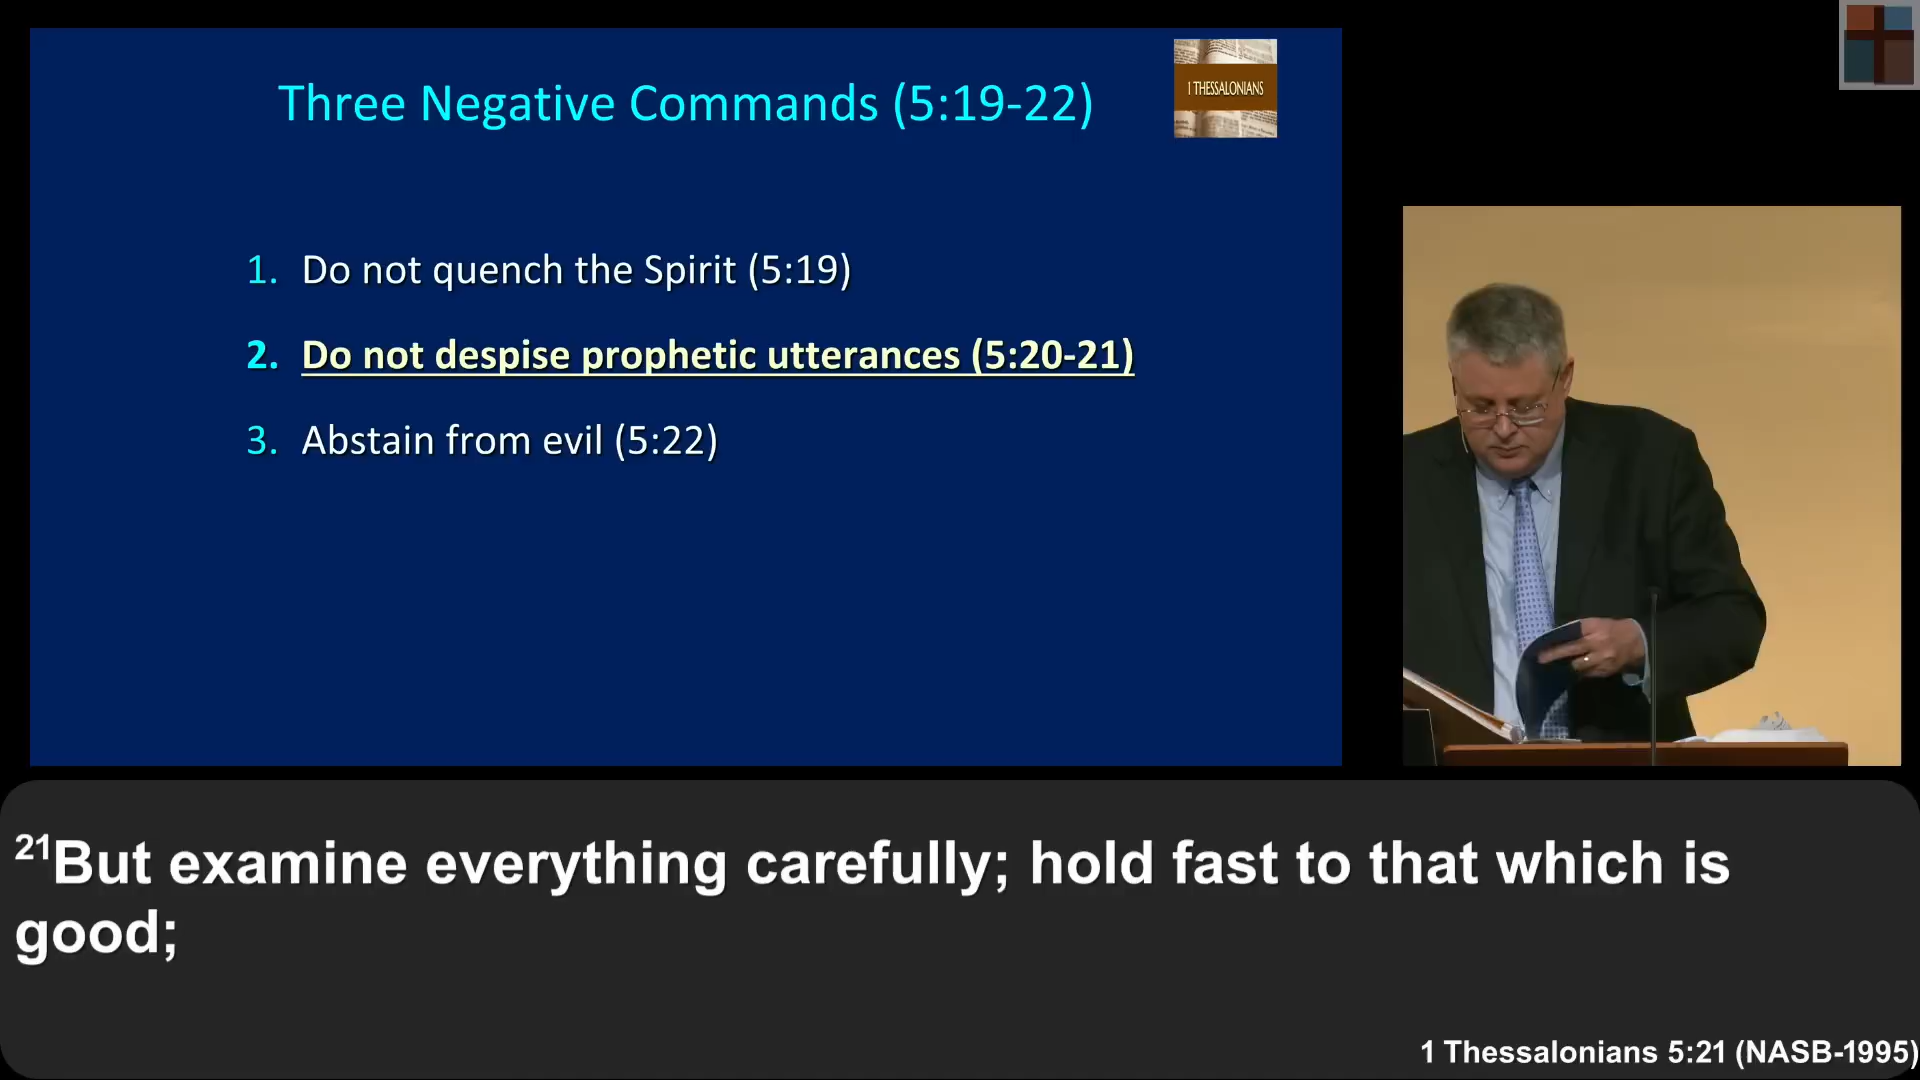 Three Negative Commands (5:19-22)
I THESSALONIANS
1. Do not quench the Spirit (5:19)
2. Do not despise prophetic utterances (5:20-21)
3. Abstain from evil (5:22)
21But examine everything carefully; hold fast to that which is
good;
1 Thessalonians 5:21 (NASB-1995)